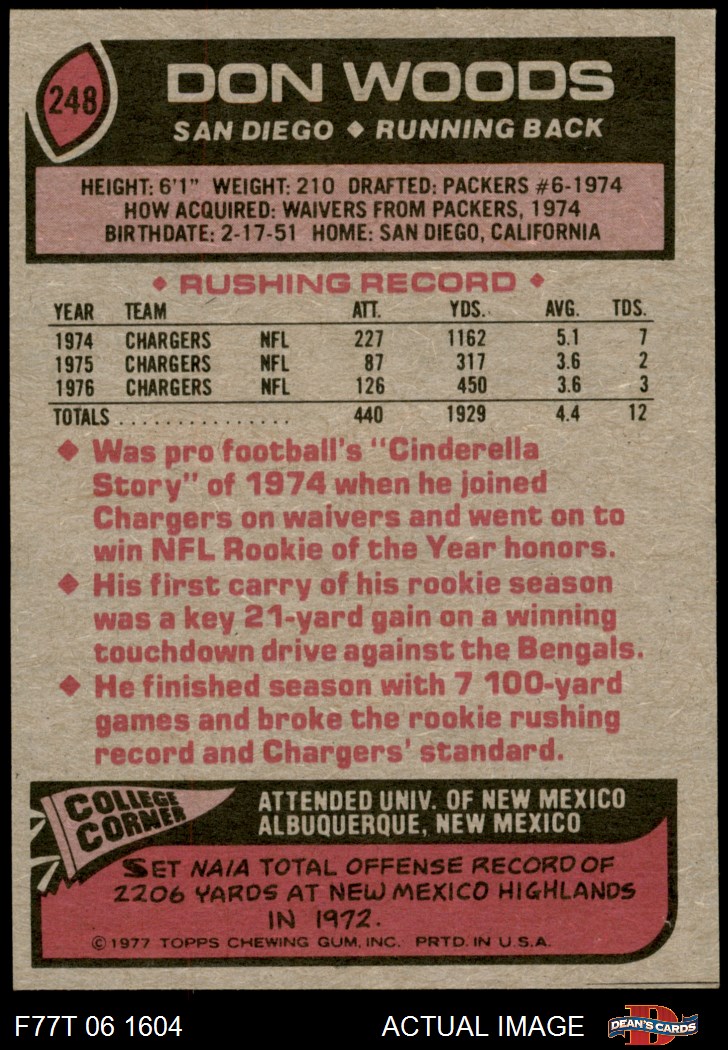 248
DON WOODS
SAN DIEGO ◆ RUNNING BACK
HEIGHT: 6'1" WEIGHT: 210 DRAFTED: PACKERS #6-1974
HOW ACQUIRED: WAIVERS FROM PACKERS, 1974
BIRTHDATE: 2-17-51 HOME: SAN DIEGO, CALIFORNIA
◆ RUSHING RECORD ◆
YEAR TEAM ATT. YDS. AVG. TDS.
1974 CHARGERS NFL 227 1162 5.1 7
1975 CHARGERS NFL 87 317 3.6 2
1976 CHARGERS NFL 126 450 3.6 3
TOTALS ................ 440 1929 4.4 12
◆ Was pro football's "Cinderella
Story" of 1974 when he joined
Chargers on waivers and went on to
win NFL Rookie of the Year honors.
◆ His first carry of his rookie season
was a key 21-yard gain on a winning
touchdown drive against the Bengals.
◆ He finished season with 7 100-yard
games and broke the rookie rushing
record and Chargers' standard.
COLLEGE
CORNER
ATTENDED UNIV. OF NEW MEXICO
ALBUQUERQUE, NEW MEXICO
SET NAIA TOTAL OFFENSE RECORD OF
2206 YARDS AT NEW MEXICO HIGHLANDS
IN 1972.
©1977 TOPPS CHEWING GUM, INC. PRTD. IN U.S.A.
F77T 06 1604 ACTUAL IMAGE
D
DEAN'S CARDS